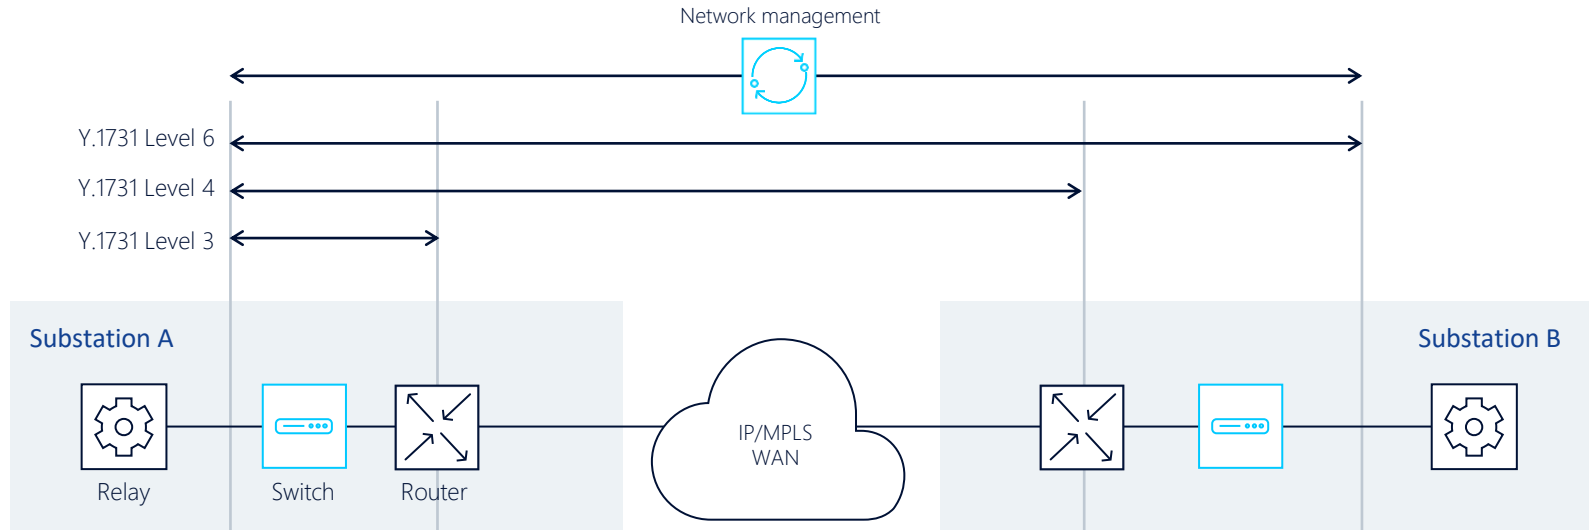 Network management
Y.1731 Level 6
Y.1731 Level 4
Y.1731 Level 3
Substation A
Substation B
IP/MPLS
WAN
Relay
Switch
Router